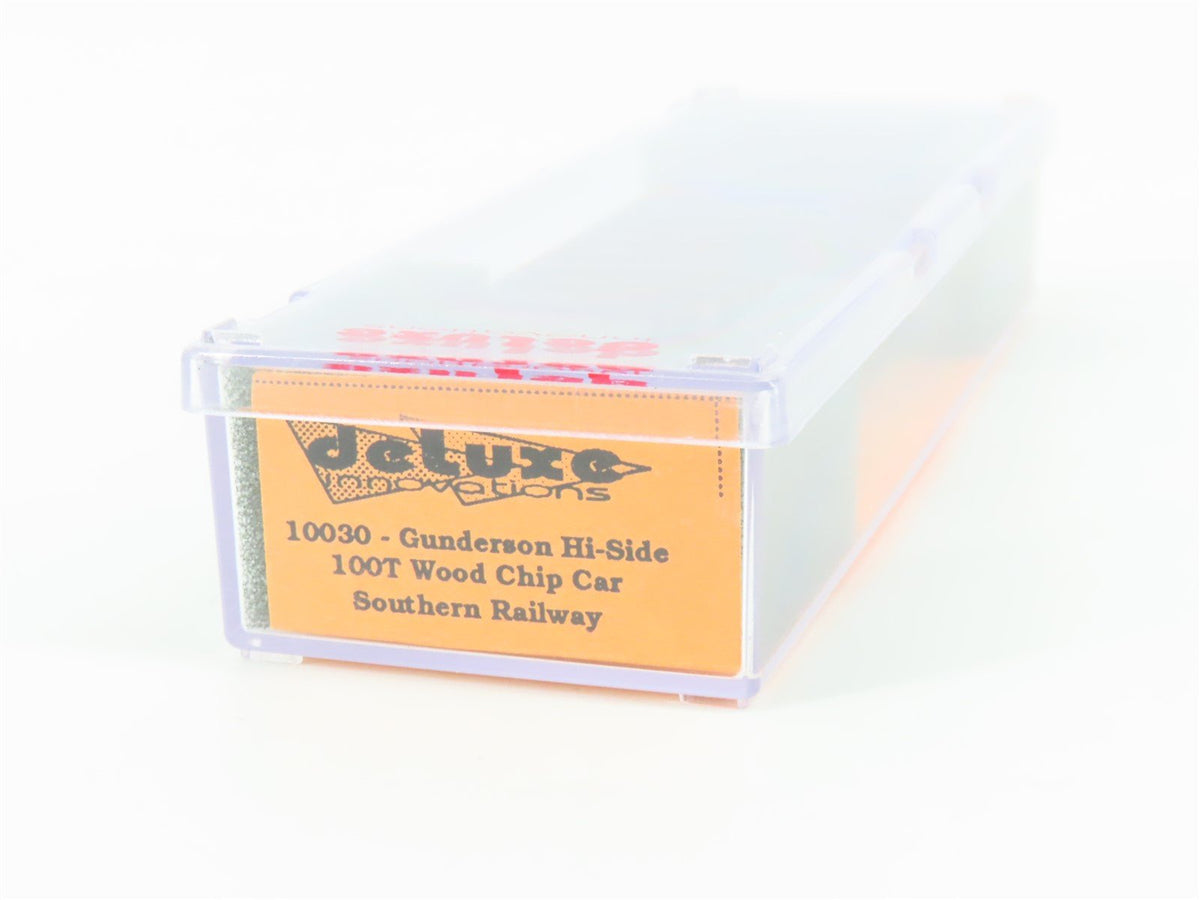 deluxe
innovations
10030 - Gunderson Hi-Side
100T Wood Chip Car
Southern Railway